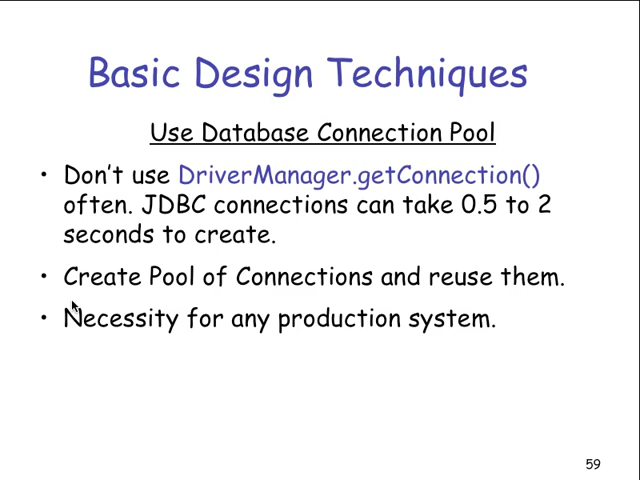 Basic Design Techniques
Use Database Connection Pool
• Don't use DriverManager.getConnection()
often. JDBC connections can take 0.5 to 2
seconds to create.
• Create Pool of Connections and reuse them.
• Necessity for any production system.
59